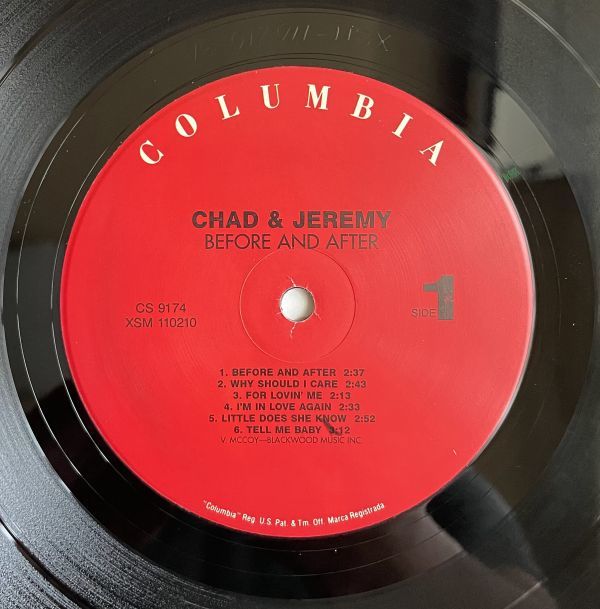 COLUMBIA
CHAD & JEREMY
BEFORE AND AFTER
CS 9174
XSM 110210
SIDE 1
1. BEFORE AND AFTER 2:37
2. WHY SHOULD I CARE 2:43
3. FOR LOVIN' ME 2:13
4. I'M IN LOVE AGAIN 2:33
5. LITTLE DOES SHE KNOW 2:52
6. TELL ME BABY 3:12
V. MCCOY—BLACKWOOD MUSIC INC.
"Columbia" Reg. U.S. Pat. & Tm. Off. Marca Registrada